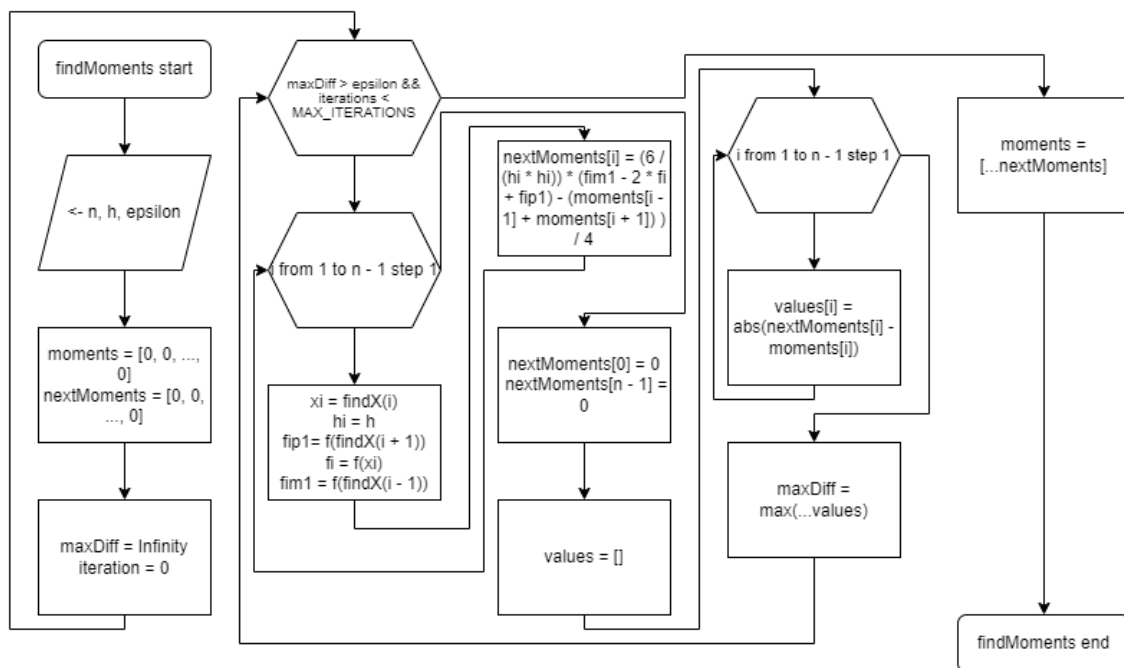 findMoments start
<- n, h, epsilon
moments = [0, 0, ...,
0]
nextMoments = [0, 0,
..., 0]
maxDiff = Infinity
iteration = 0
maxDiff > epsilon &&
iterations <
MAX_ITERATIONS
i from 1 to n - 1 step 1
xi = findX(i)
hi = h
fip1= f(findX(i + 1))
fi = f(xi)
fim1 = f(findX(i - 1))
nextMoments[i] = (6 /
(hi * hi)) * (fim1 - 2 * fi
+ fip1) - (moments[i -
1] + moments[i + 1]) )
/ 4
nextMoments[0] = 0
nextMoments[n - 1] =
0
values = []
i from 1 to n - 1 step 1
values[i] =
abs(nextMoments[i] -
moments[i])
maxDiff =
max(...values)
moments =
[...nextMoments]
findMoments end